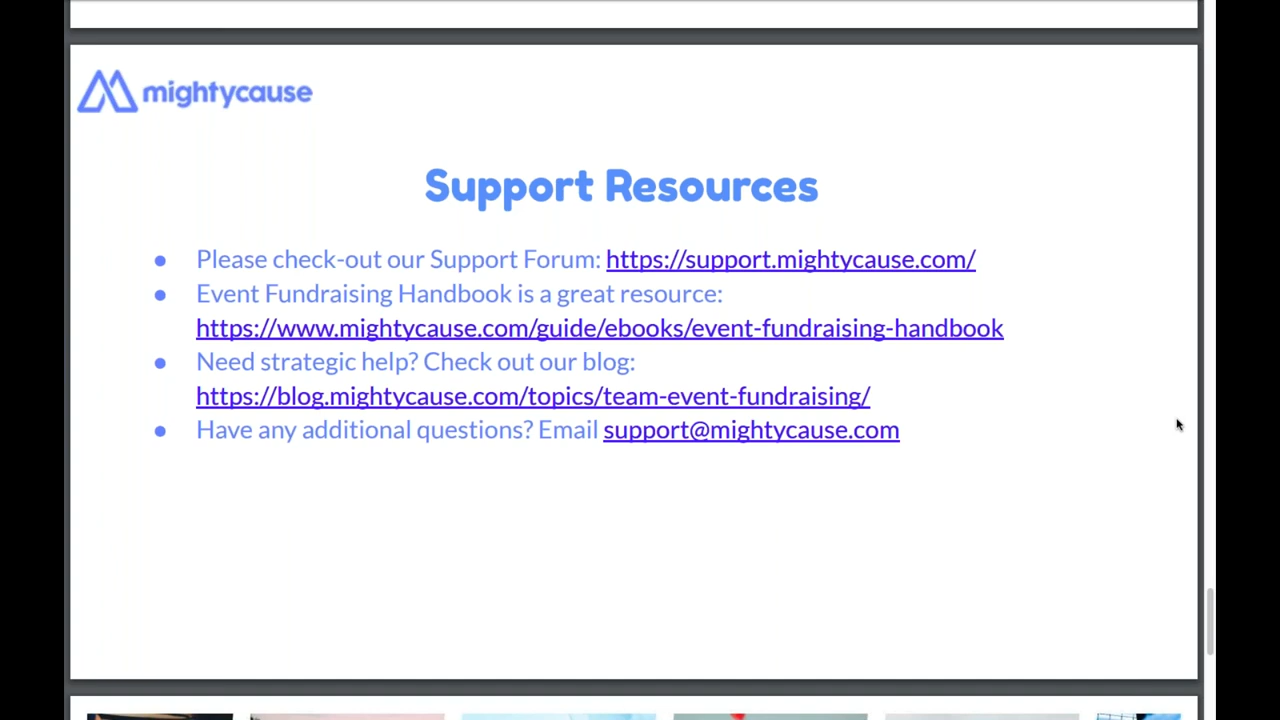 mightycause
Support Resources
● Please check-out our Support Forum: https://support.mightycause.com/
● Event Fundraising Handbook is a great resource:
https://www.mightycause.com/guide/ebooks/event-fundraising-handbook
● Need strategic help? Check out our blog:
https://blog.mightycause.com/topics/team-event-fundraising/
● Have any additional questions? Email support@mightycause.com